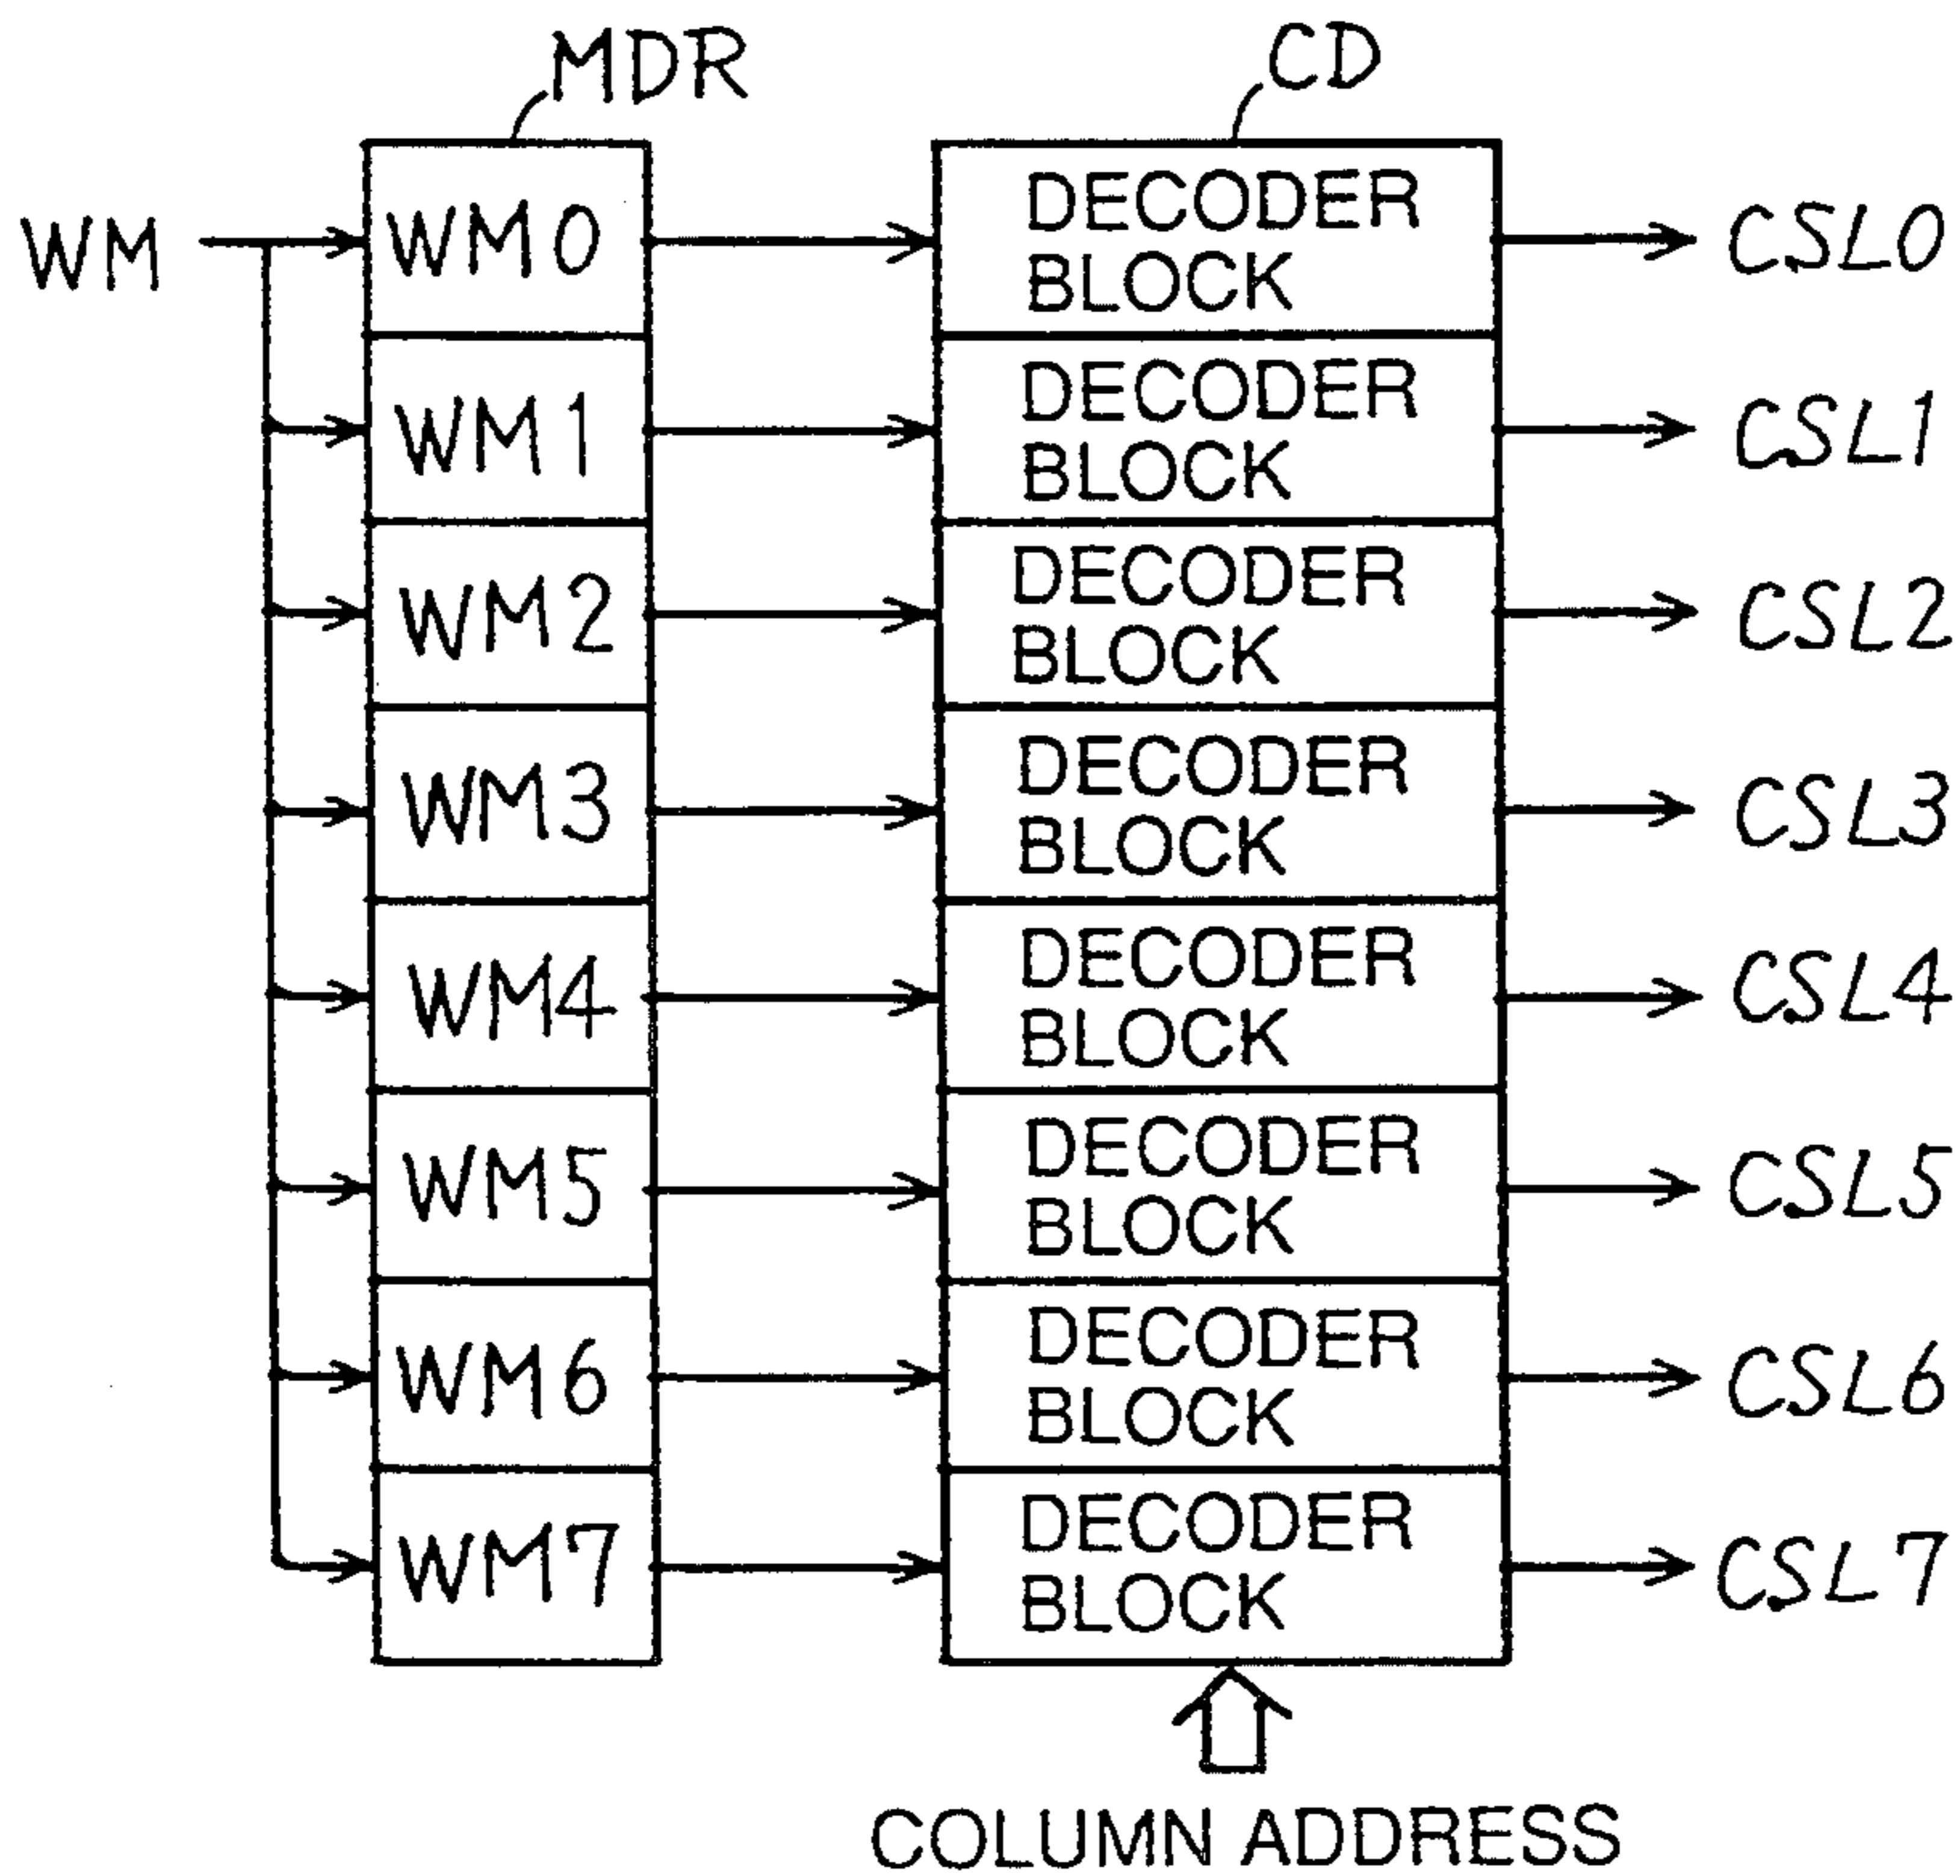 MDR
CD
WM
WM0
DECODER
BLOCK
CSL0
WM1
DECODER
BLOCK
CSL1
WM2
DECODER
BLOCK
CSL2
WM3
DECODER
BLOCK
CSL3
WM4
DECODER
BLOCK
CSL4
WM5
DECODER
BLOCK
CSL5
WM6
DECODER
BLOCK
CSL6
WM7
DECODER
BLOCK
CSL7
COLUMN ADDRESS